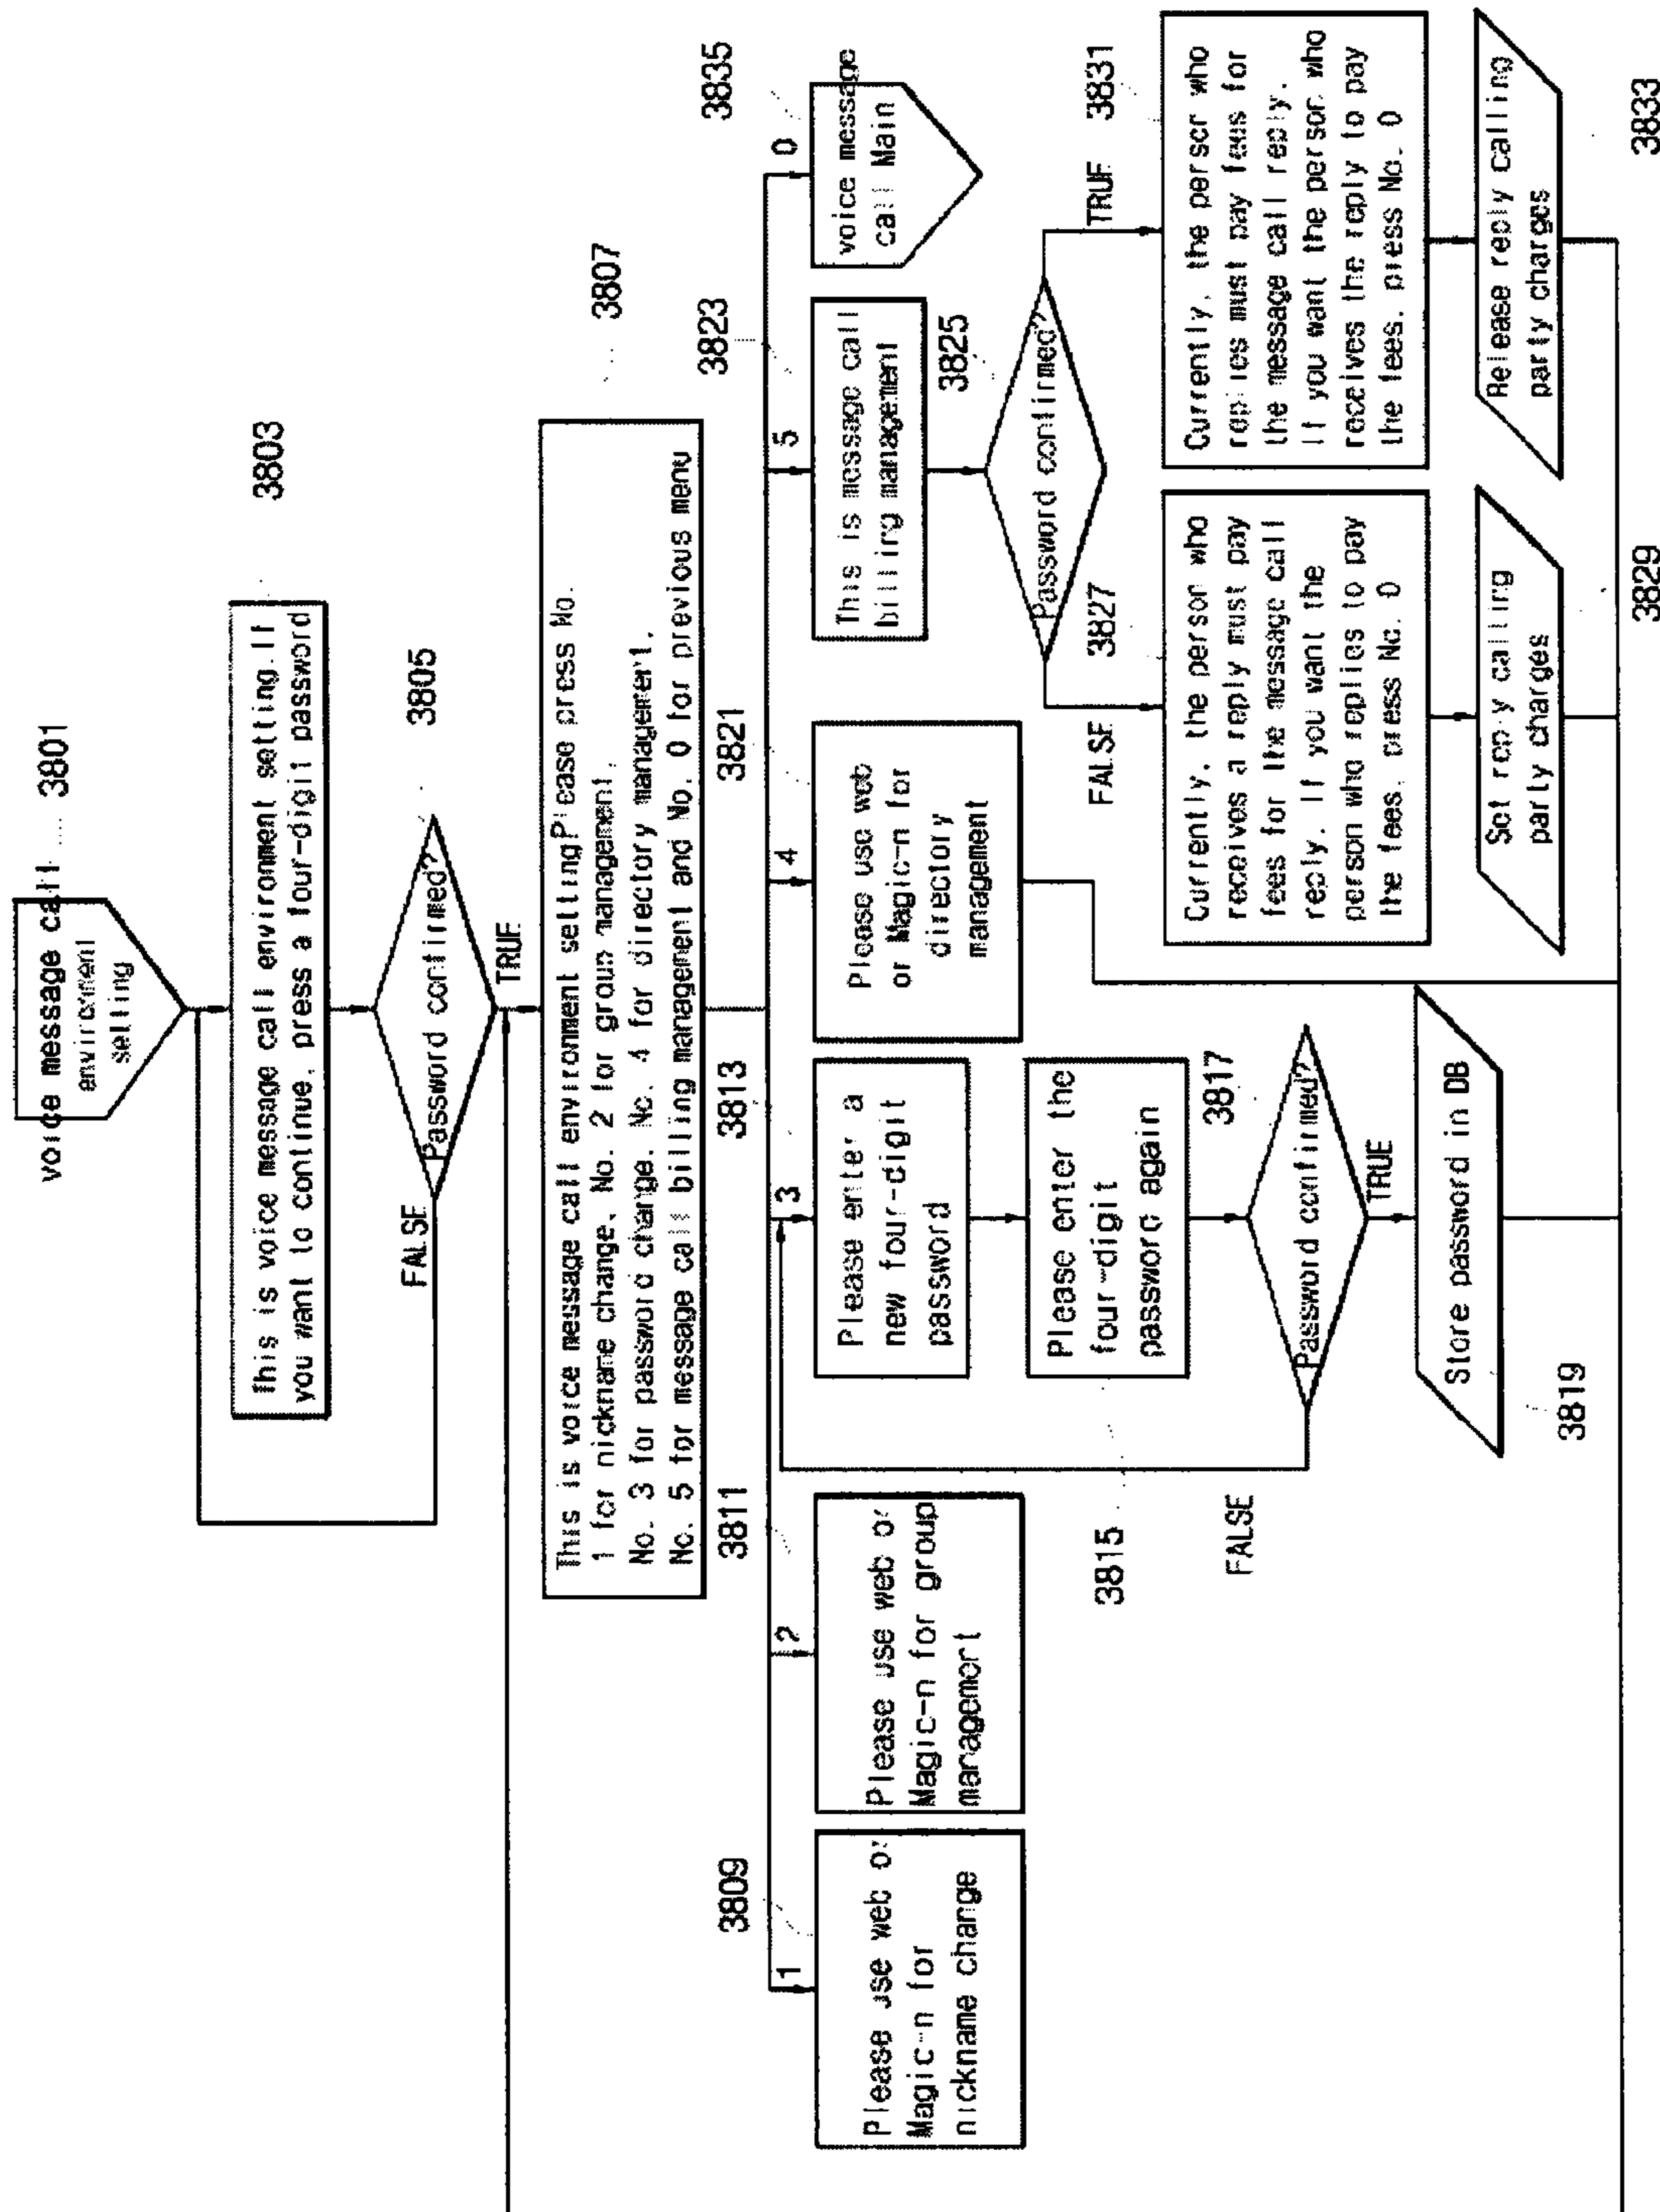 voice message call
environment
setting
3801
This is voice message call environment setting.If
you want to continue, press a four-digit password
3803
Password confirmed?
3805
FALSE
TRUE
This is voice message call environment setting Please press No.
1 for nickname change, No. 2 for group management,
No. 3 for password change, No. 4 for directory management,
No. 5 for message call billing management and No. 0 for previous menu
3807
3809
1
Please use web or
Magic-n for
nickname change
3811
2
Please use web or
Magic-n for group
management
3813
3
Please enter a
new four-digit
password
3815
Please enter the
four-digit
password again
3817
Password confirmed?
FALSE
TRUE
Store password in DB
3819
3821
4
Please use web
or Magic-n for
directory
management
3823
5
This is message call
billing management
3825
Password confirmed?
FALSE
TRUE
3827
Currently, the person who
receives a reply must pay
fees for the message call
reply. If you want the
person who replies to pay
the fees, press No. 0
Set reply calling
party charges
3829
3831
Currently, the person who
replies must pay fees for
the message call reply.
If you want the person who
receives the reply to pay
the fees, press No. 0
Release reply calling
party charges
3833
0
voice message
call Main
3835